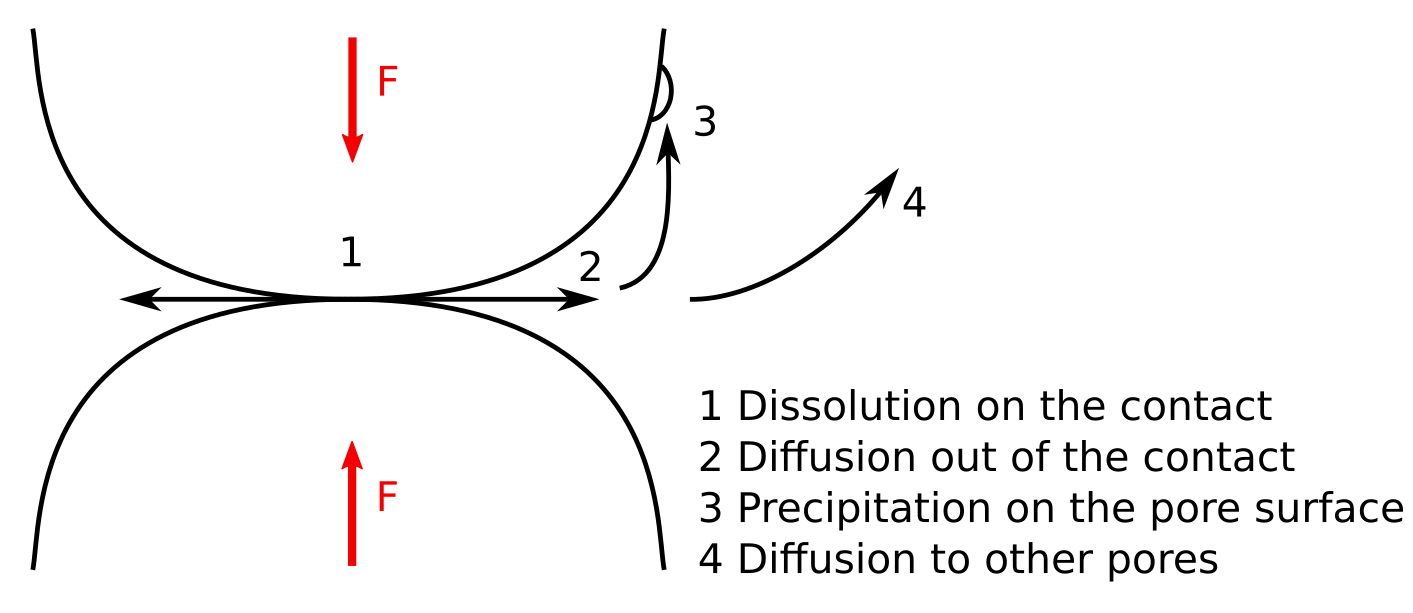 F
3
4
1
2
1 Dissolution on the contact
2 Diffusion out of the contact
F
3 Precipitation on the pore surface
4 Diffusion to other pores